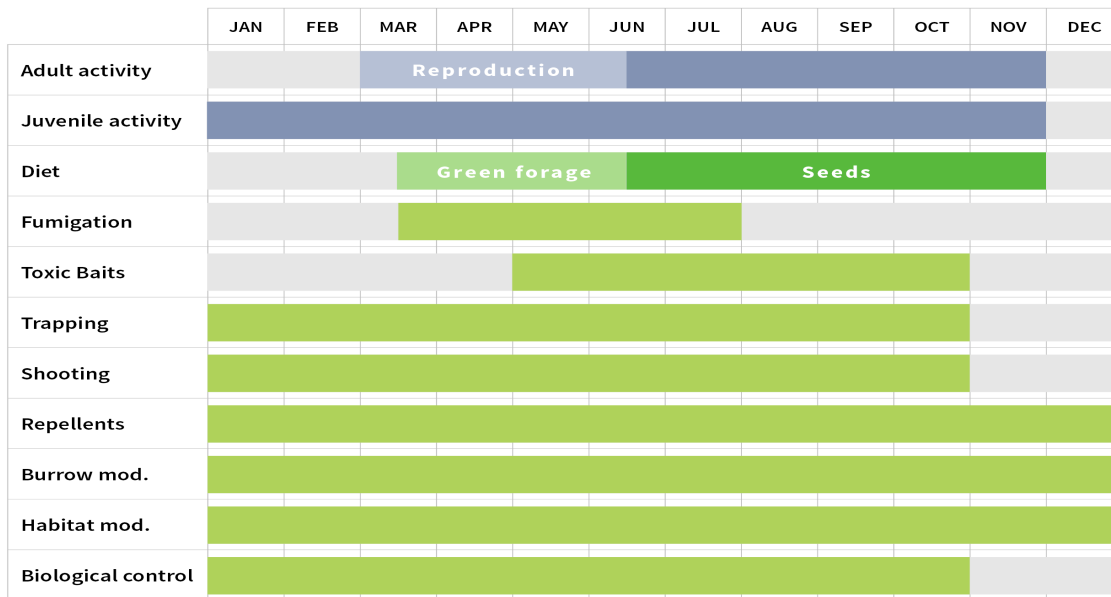 JAN FEB MAR APR MAY JUN JUL AUG SEP OCT NOV DEC
Adult activity Reproduction
Juvenile activity
Diet Green forage Seeds
Fumigation
Toxic Baits
Trapping
Shooting
Repellents
Burrow mod.
Habitat mod.
Biological control